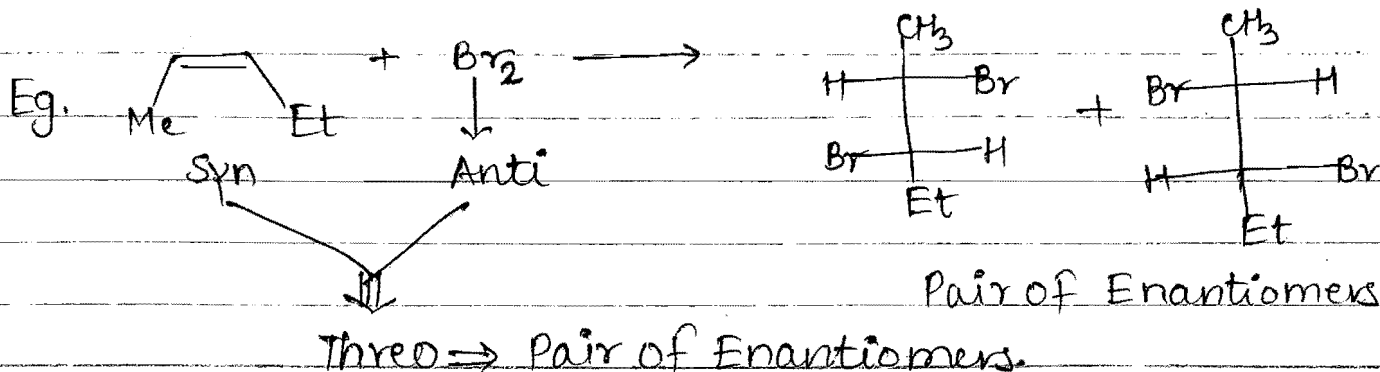 CH3 CH3
Eg. Me Et + Br2 → H Br + Br H
Br H H Br
Syn Anti Et Et
Pair of Enantiomers
Threo ⇒ Pair of Enantiomers.